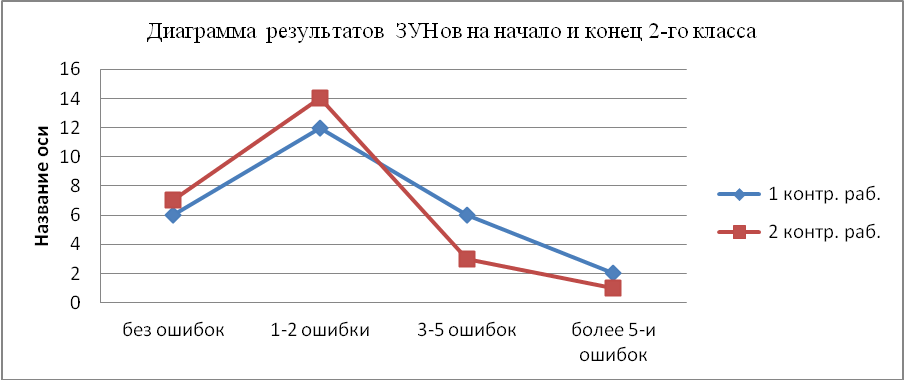 Диаграмма результатов ЗУНов на начало и конец 2-го класса
16
14
12
10
8
6
4
2
0
Название оси
без ошибок
1-2 ошибки
3-5 ошибок
более 5-и
ошибок
1 контр. раб.
2 контр. раб.